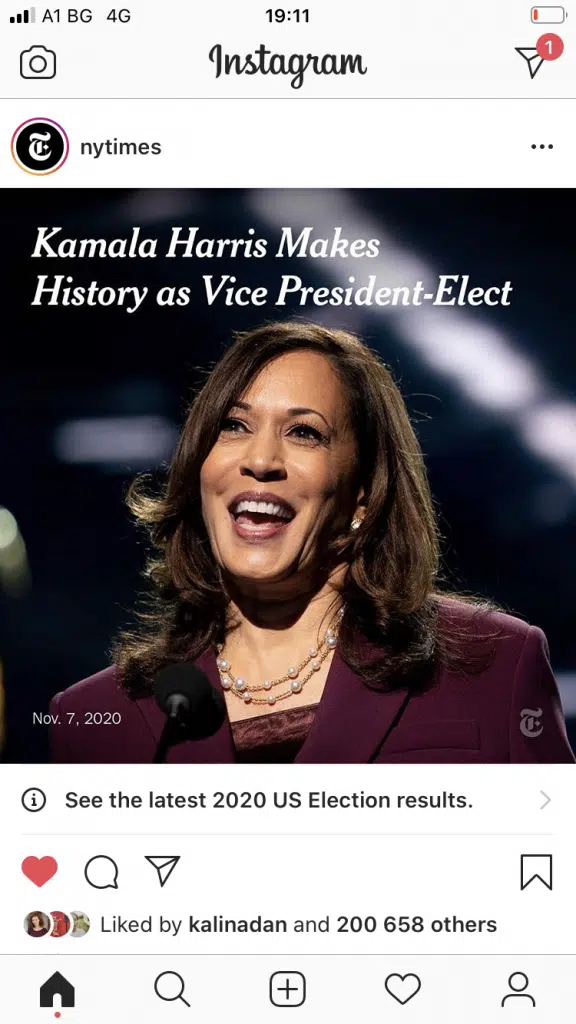 A1 BG 4G 19:11
Instagram
1
nytimes
Kamala Harris Makes
History as Vice President-Elect
Nov. 7, 2020
See the latest 2020 US Election results.
Liked by kalinadan and 200 658 others